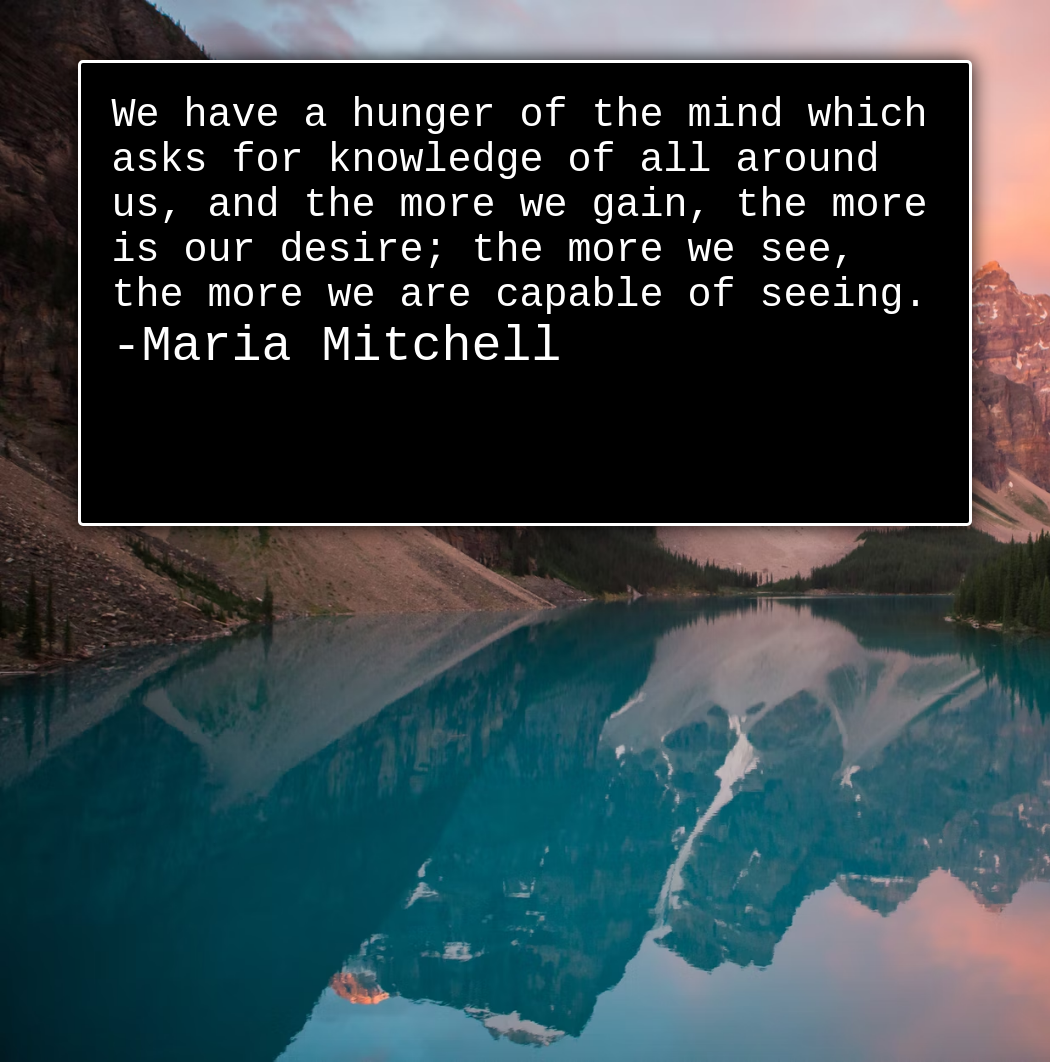 We have a hunger of the mind which
asks for knowledge of all around
us, and the more we gain, the more
is our desire; the more we see,
the more we are capable of seeing.
-Maria Mitchell